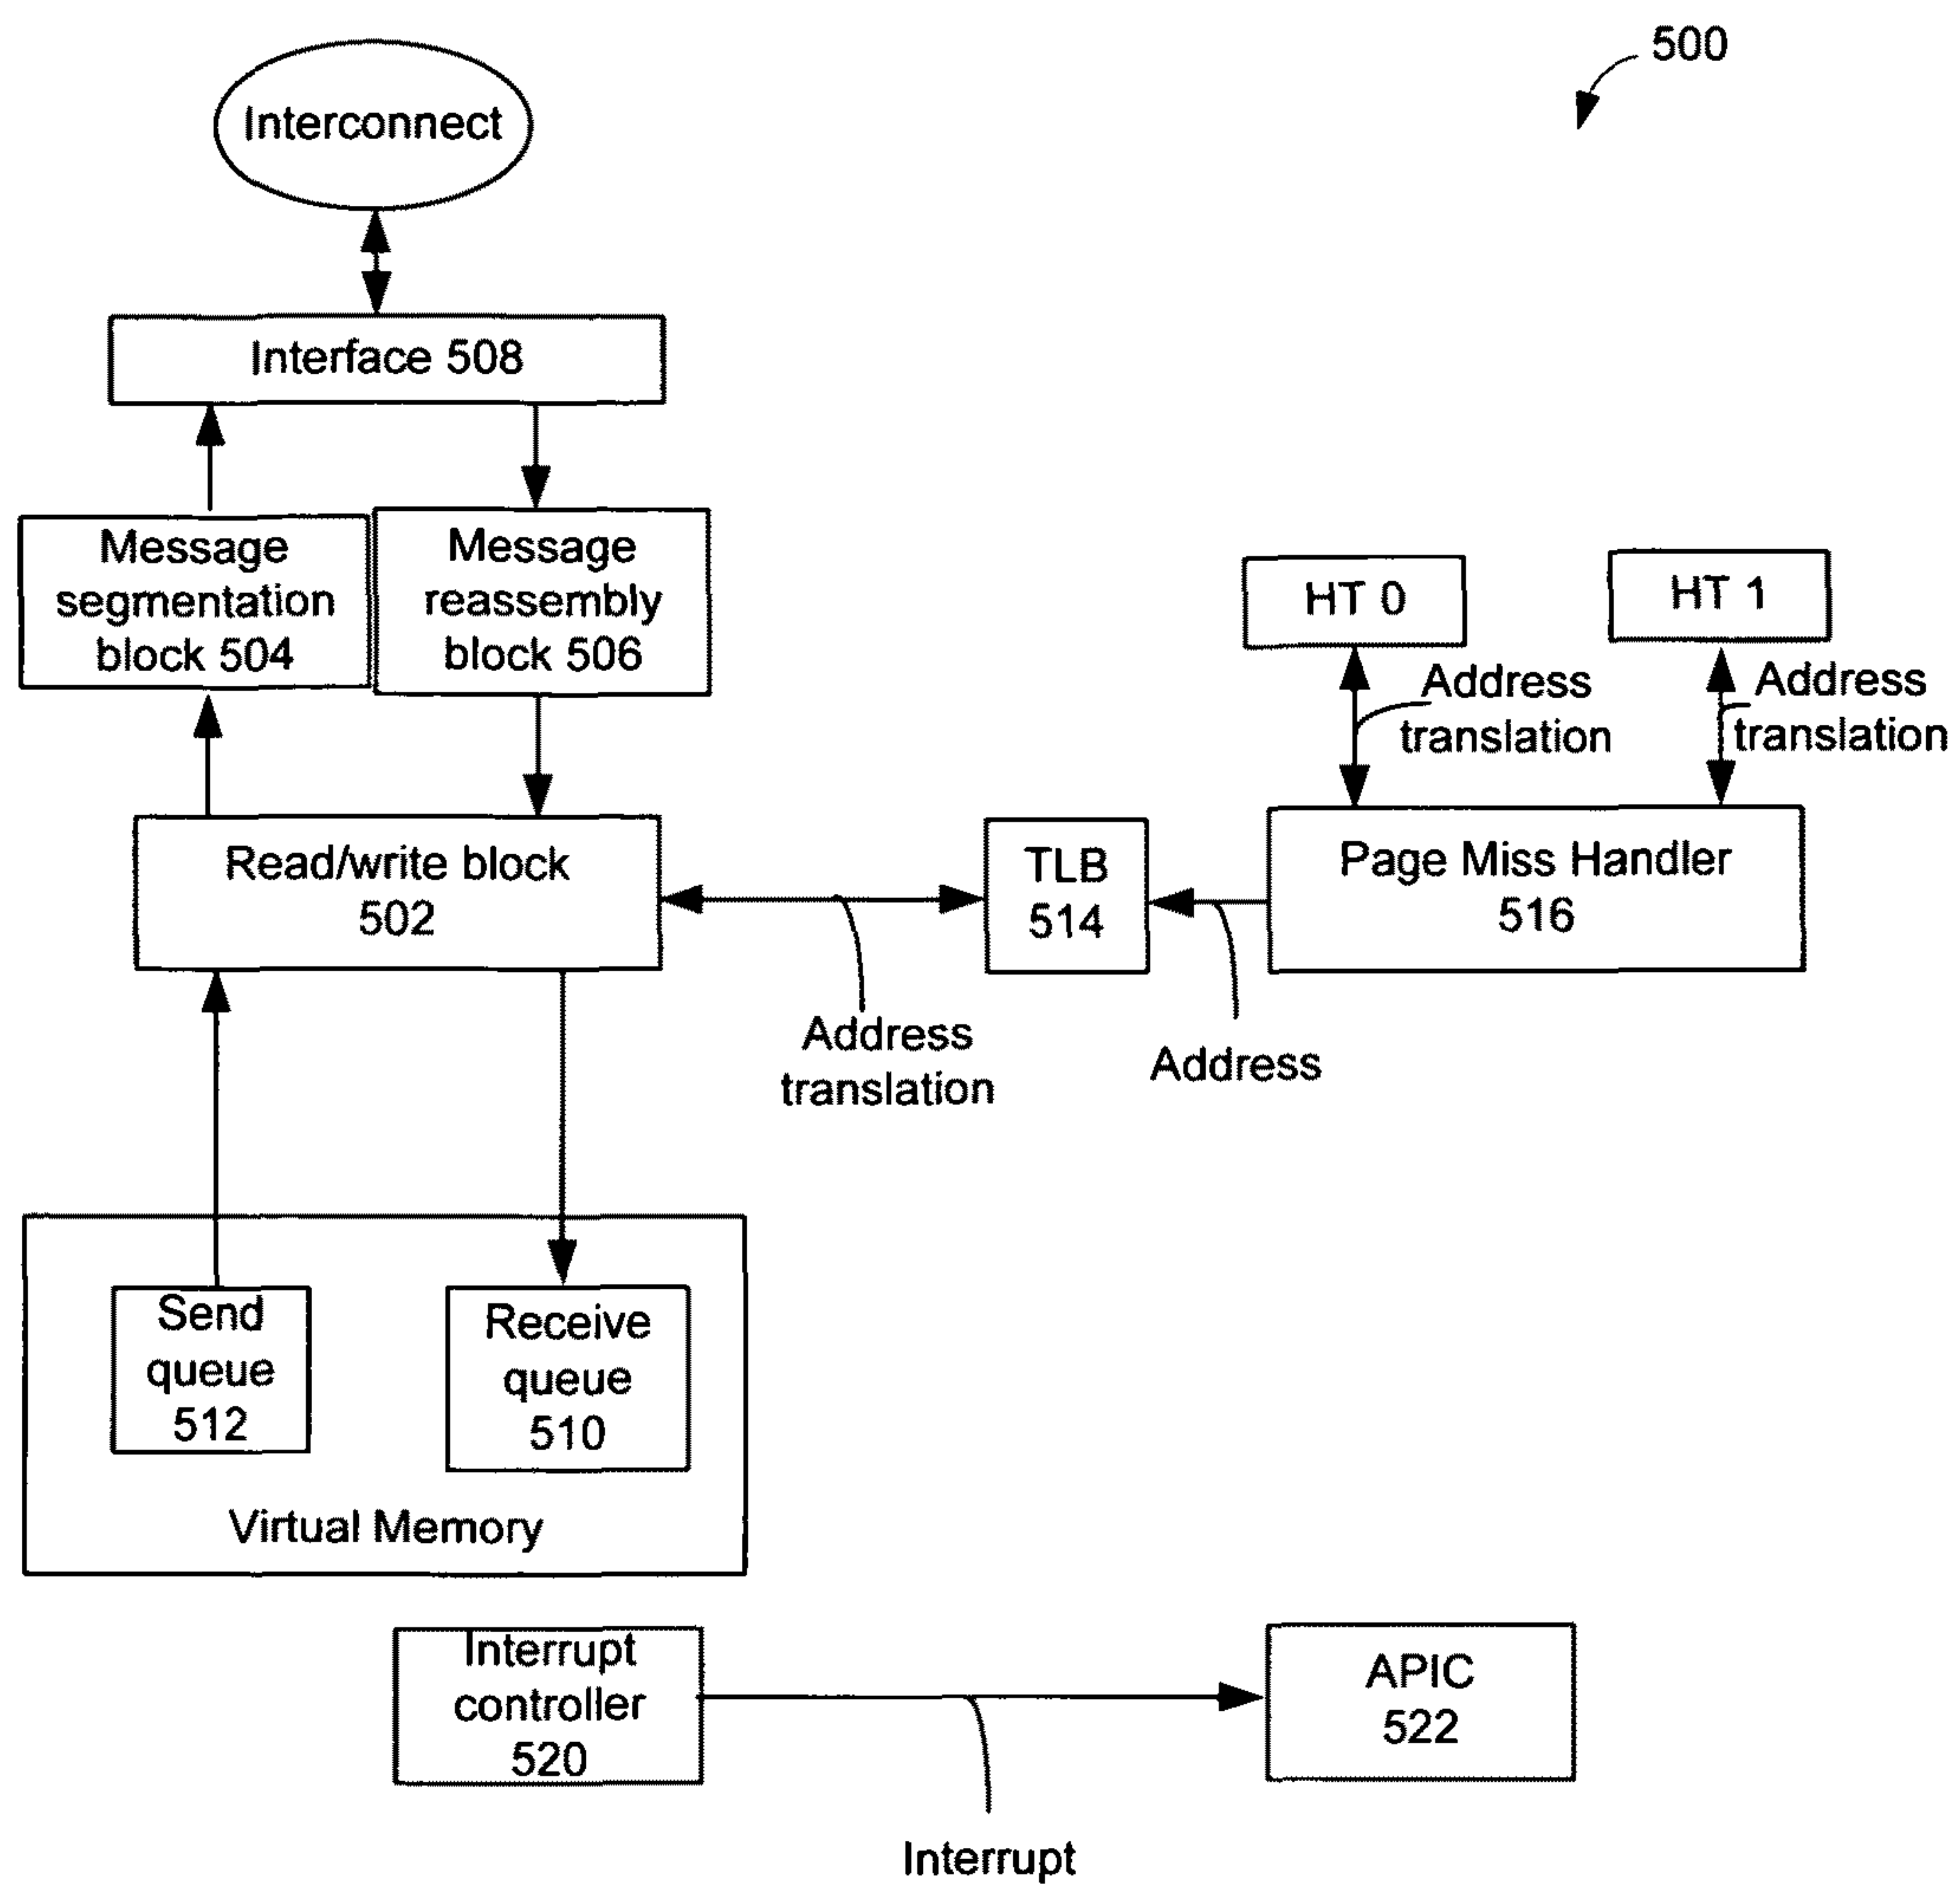 500
Interconnect
Interface 508
Message
segmentation
block 504
Message
reassembly
block 506
HT 0
HT 1
Address
translation
Address
translation
Read/write block
502
TLB
514
Page Miss Handler
516
Address
translation
Address
Send
queue
512
Receive
queue
510
Virtual Memory
Interrupt
controller
520
APIC
522
Interrupt